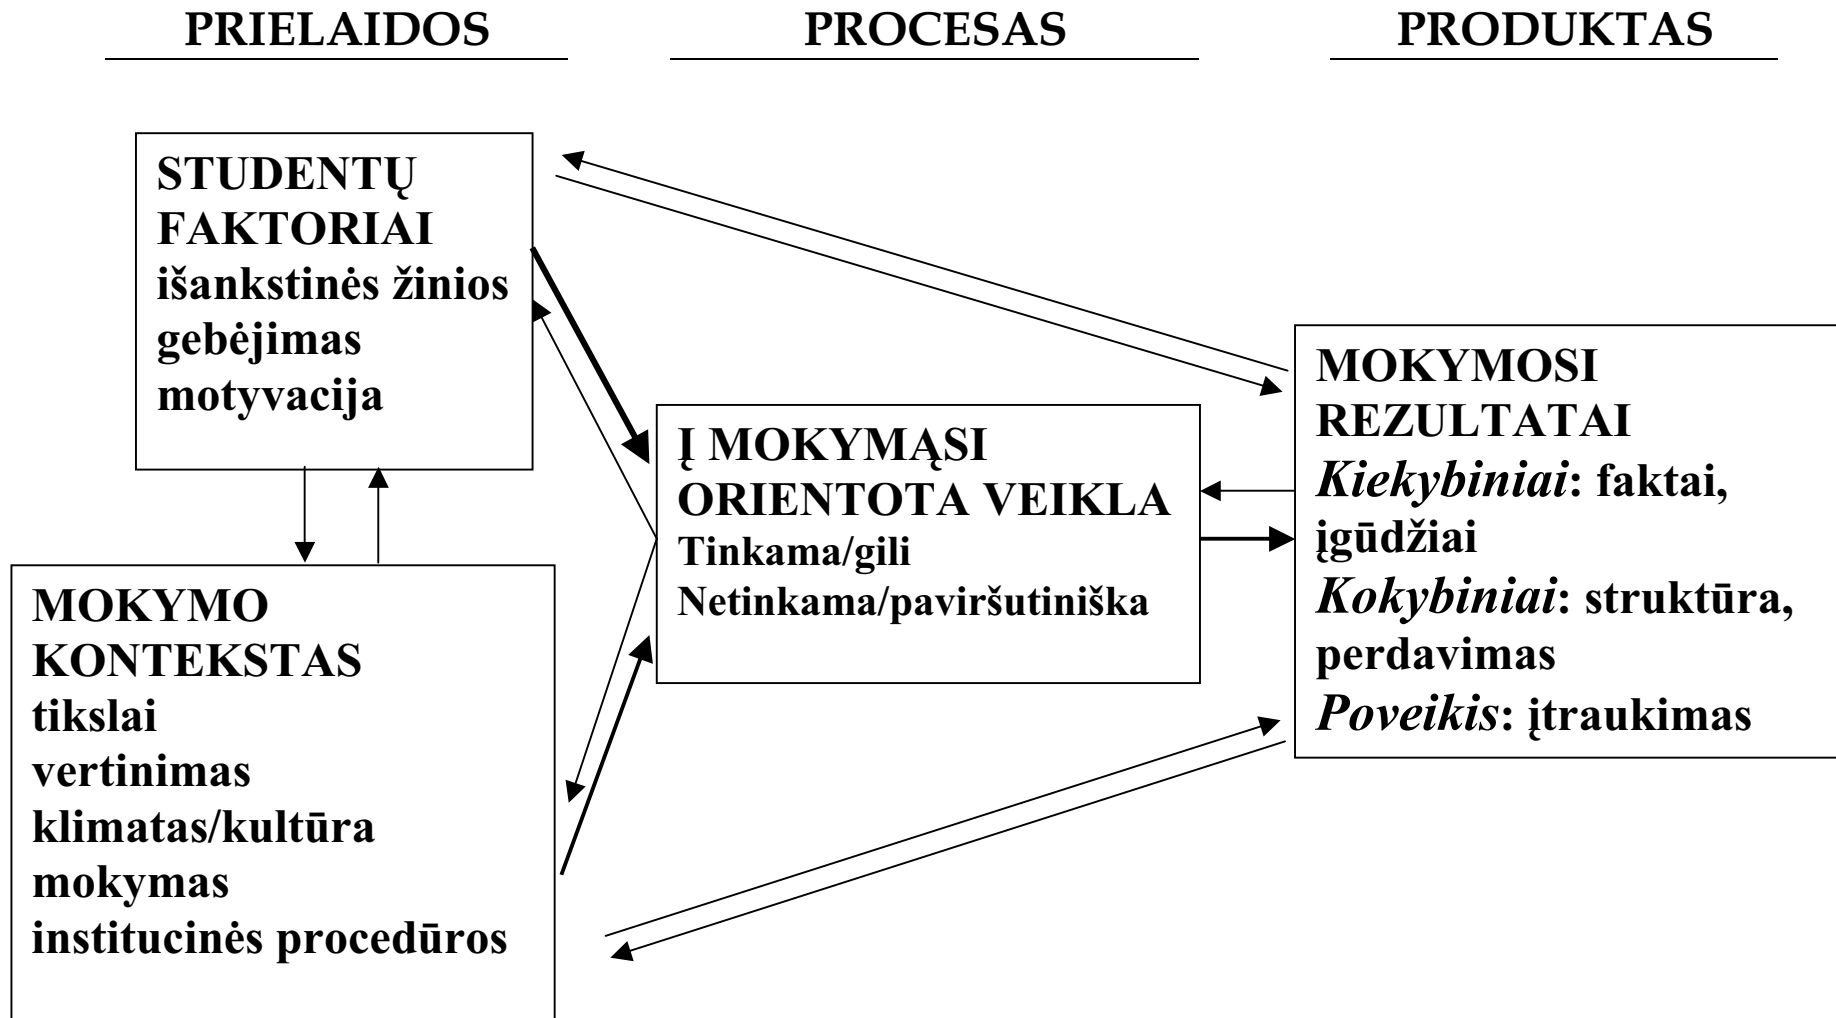 PRIELAIDOS
PROCESAS
PRODUKTAS
STUDENTŲ
FAKTORIAI
išankstinės žinios
gebėjimas
motyvacija
MOKYMO
KONTEKSTAS
tikslai
vertinimas
klimatas/kultūra
mokymas
institucinės procedūros
Į MOKYMĄSI
ORIENTOTA VEIKLA
Tinkama/gili
Netinkama/paviršutiniška
MOKYMOSI
REZULTATAI
Kiekybiniai: faktai,
įgūdžiai
Kokybiniai: struktūra,
perdavimas
Poveikis: įtraukimas